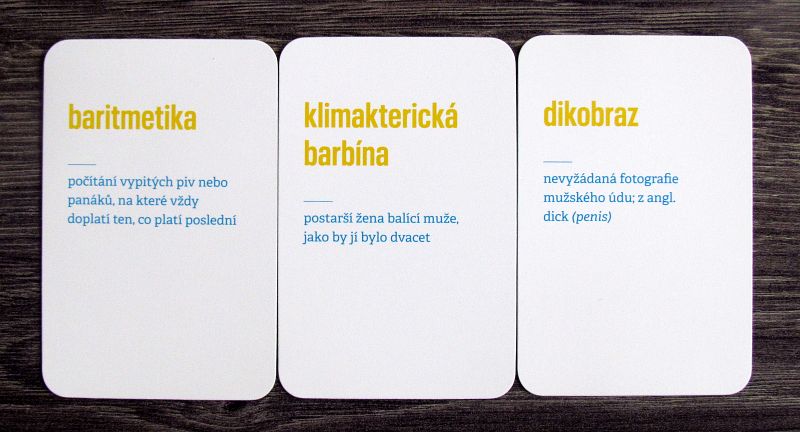 baritmetika
počítání vypitých piv nebo
panáků, na které vždy
doplatí ten, co platí poslední
klimakterická
barbína
postarší žena balící muže,
jako by jí bylo dvacet
dikobraz
nevyžádaná fotografie
mužského údu; z angl.
dick (penis)